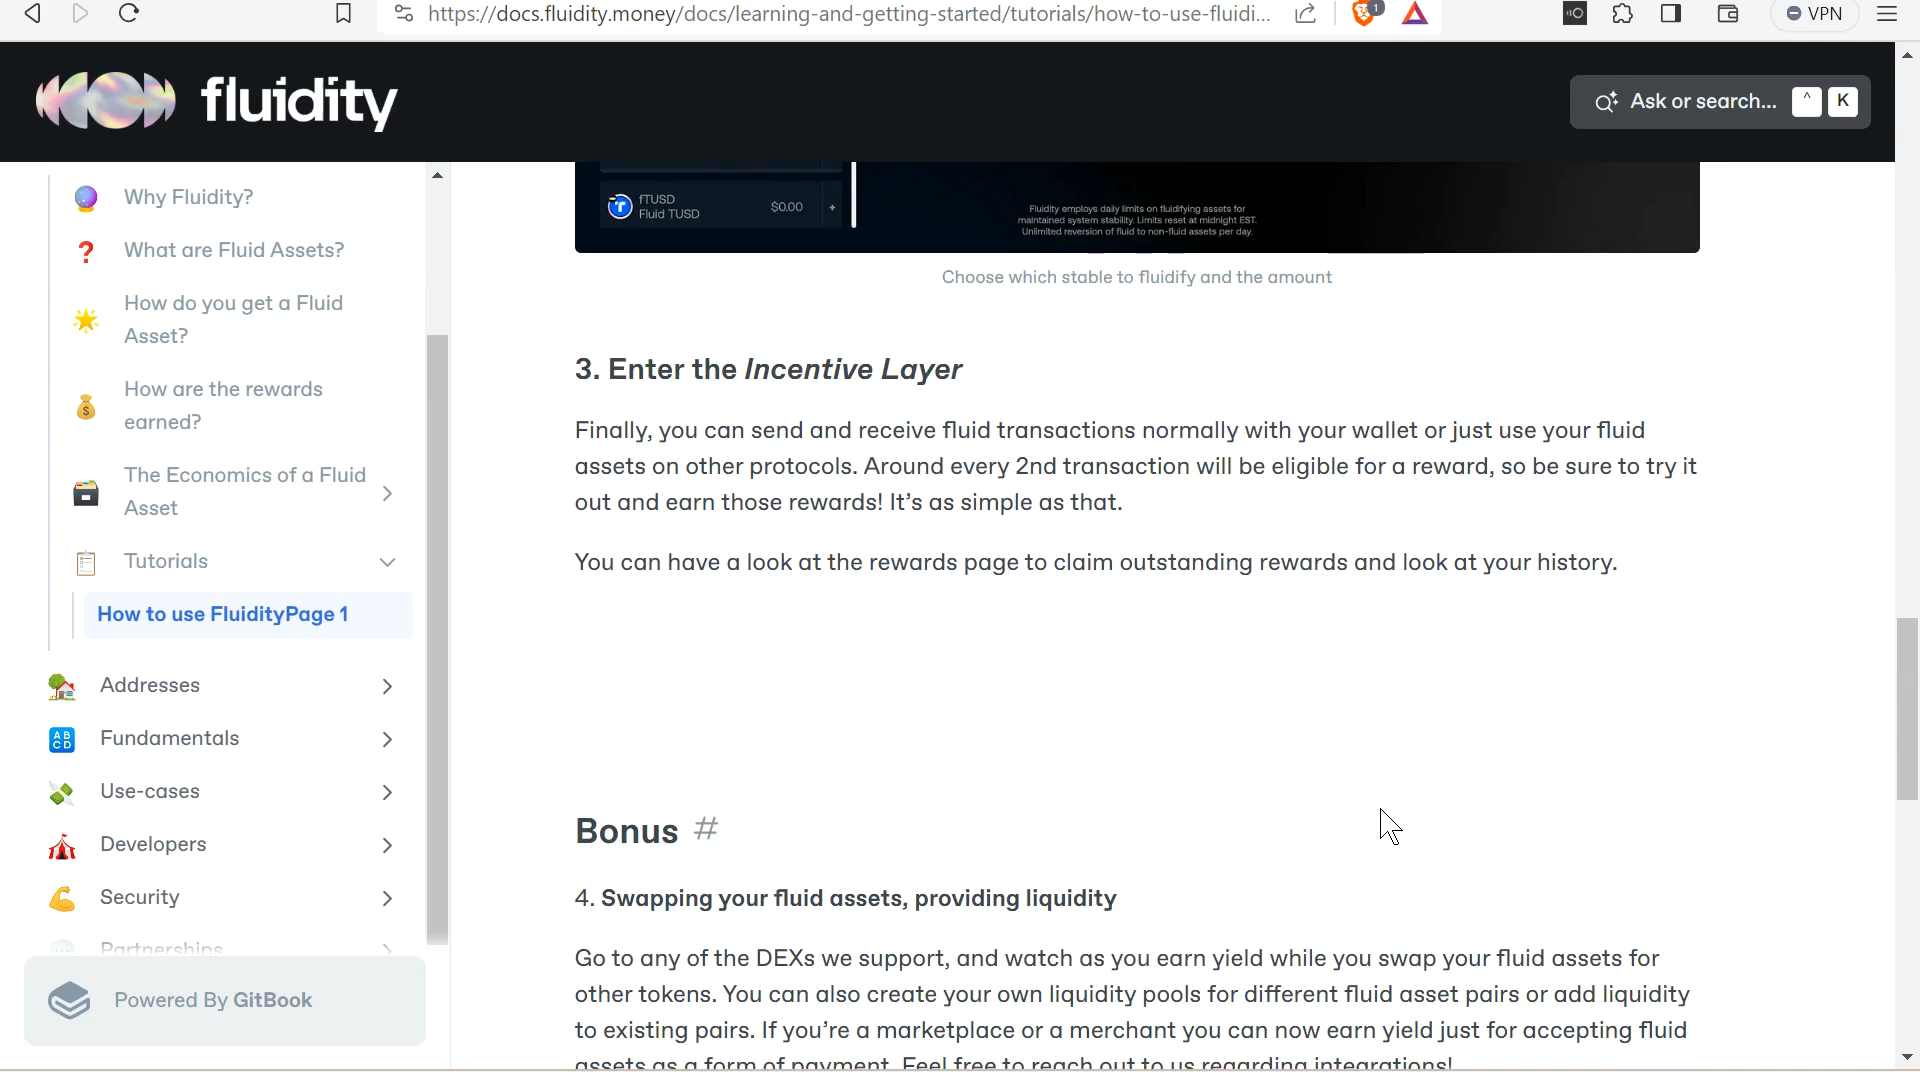 https://docs.fluidity.money/docs/learning-and-getting-started/tutorials/how-to-use-fluidi...
1
VPN
fluidity
Ask or search...
^
K
Why Fluidity?
What are Fluid Assets?
How do you get a Fluid
Asset?
How are the rewards
earned?
The Economics of a Fluid
Asset
Tutorials
How to use FluidityPage 1
Addresses
Fundamentals
Use-cases
Developers
Security
Partnerships
Powered By GitBook
fTUSD
Fluid TUSD
$0.00
+
Fluidity employs daily limits on fluidifying assets for
maintained system stability. Limits reset at midnight EST.
Unlimited reversion of fluid to non-fluid assets per day.
Choose which stable to fluidify and the amount
3. Enter the Incentive Layer
Finally, you can send and receive fluid transactions normally with your wallet or just use your fluid
assets on other protocols. Around every 2nd transaction will be eligible for a reward, so be sure to try it
out and earn those rewards! It’s as simple as that.
You can have a look at the rewards page to claim outstanding rewards and look at your history.
Bonus #
4. Swapping your fluid assets, providing liquidity
Go to any of the DEXs we support, and watch as you earn yield while you swap your fluid assets for
other tokens. You can also create your own liquidity pools for different fluid asset pairs or add liquidity
to existing pairs. If you’re a marketplace or a merchant you can now earn yield just for accepting fluid
assets as a form of payment. Feel free to reach out to us regarding integrations!